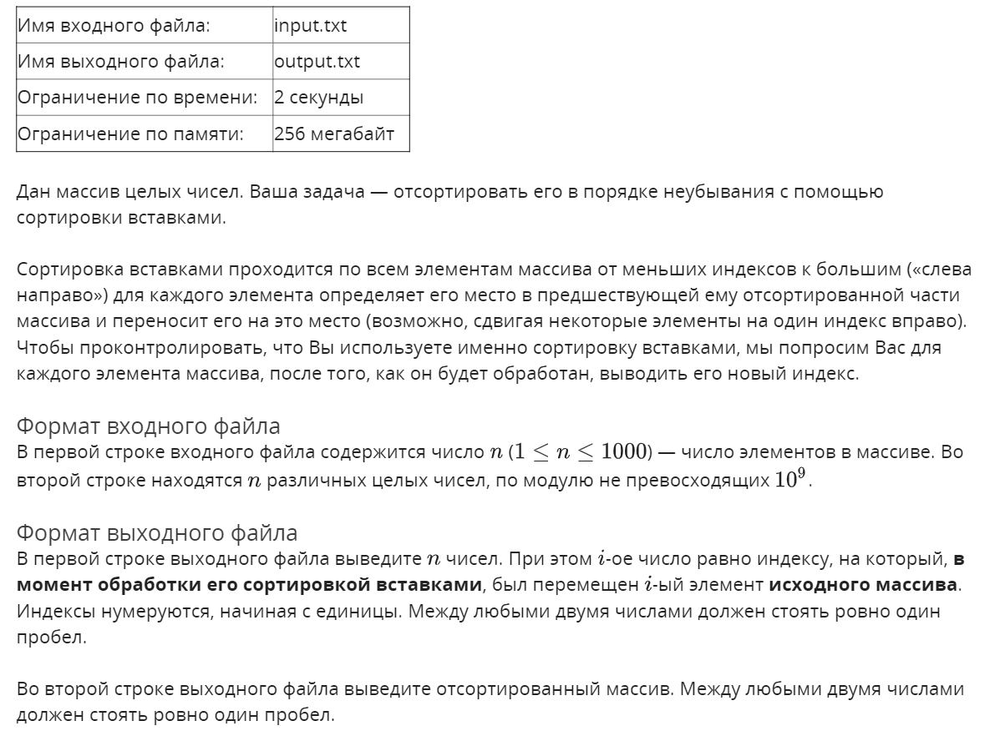 Имя входного файла: input.txt
Имя выходного файла: output.txt
Ограничение по времени: 2 секунды
Ограничение по памяти: 256 мегабайт
Дан массив целых чисел. Ваша задача — отсортировать его в порядке неубывания с помощью
сортировки вставками.
Сортировка вставками проходится по всем элементам массива от меньших индексов к большим («слева
направо») для каждого элемента определяет его место в предшествующей ему отсортированной части
массива и переносит его на это место (возможно, сдвигая некоторые элементы на один индекс вправо).
Чтобы проконтролировать, что Вы используете именно сортировку вставками, мы попросим Вас для
каждого элемента массива, после того, как он будет обработан, выводить его новый индекс.
Формат входного файла
В первой строке входного файла содержится число n (1 ≤ n ≤ 1000) — число элементов в массиве. Во
второй строке находятся n различных целых чисел, по модулю не превосходящих 10⁹.
Формат выходного файла
В первой строке выходного файла выведите n чисел. При этом i-ое число равно индексу, на который, в
момент обработки его сортировкой вставками, был перемещен i-ый элемент исходного массива.
Индексы нумеруются, начиная с единицы. Между любыми двумя числами должен стоять ровно один
пробел.
Во второй строке выходного файла выведите отсортированный массив. Между любыми двумя числами
должен стоять ровно один пробел.